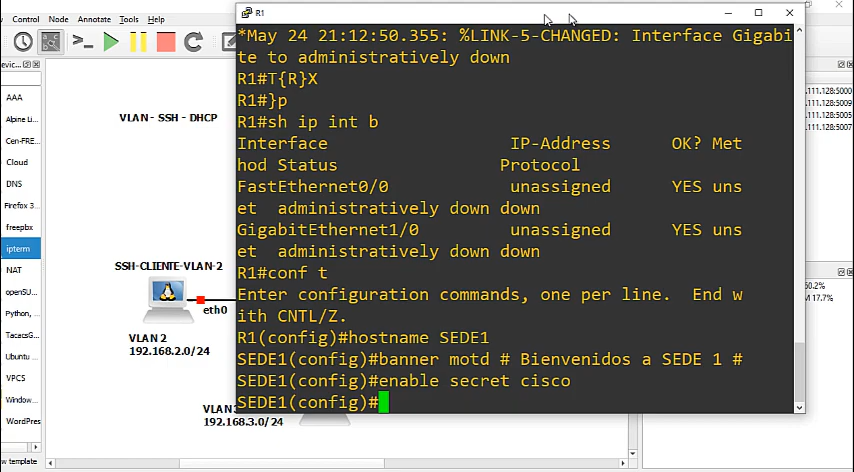 R1
Control Node Annotate Tools Help
*May 24 21:12:50.355: %LINK-5-CHANGED: Interface Gigabi
te to administratively down
R1#T{R}X
R1#}p
R1#sh ip int b
Interface IP-Address OK? Met
hod Status Protocol
FastEthernet0/0 unassigned YES uns
et administratively down down
GigabitEthernet1/0 unassigned YES uns
et administratively down down
R1#conf t
Enter configuration commands, one per line. End w
ith CNTL/Z.
R1(config)#hostname SEDE1
SEDE1(config)#banner motd # Bienvenidos a SEDE 1 #
SEDE1(config)#enable secret cisco
SEDE1(config)#
AAA
Alpine Li...
Cen-FRE...
Cloud
DNS
Firefox 3...
freepbx
ipterm
NAT
openSU...
Python, ...
TacacsG...
Ubuntu ...
VPCS
Window...
WordPres
w template
VLAN - SSH - DHCP
SSH-CLIENTE-VLAN-2
eth0
VLAN 2
192.168.2.0/24
VLAN
192.168.3.0/24
.111.128:5000
.111.128:5009
.111.128:5001
.111.128:5007
M 17.7%